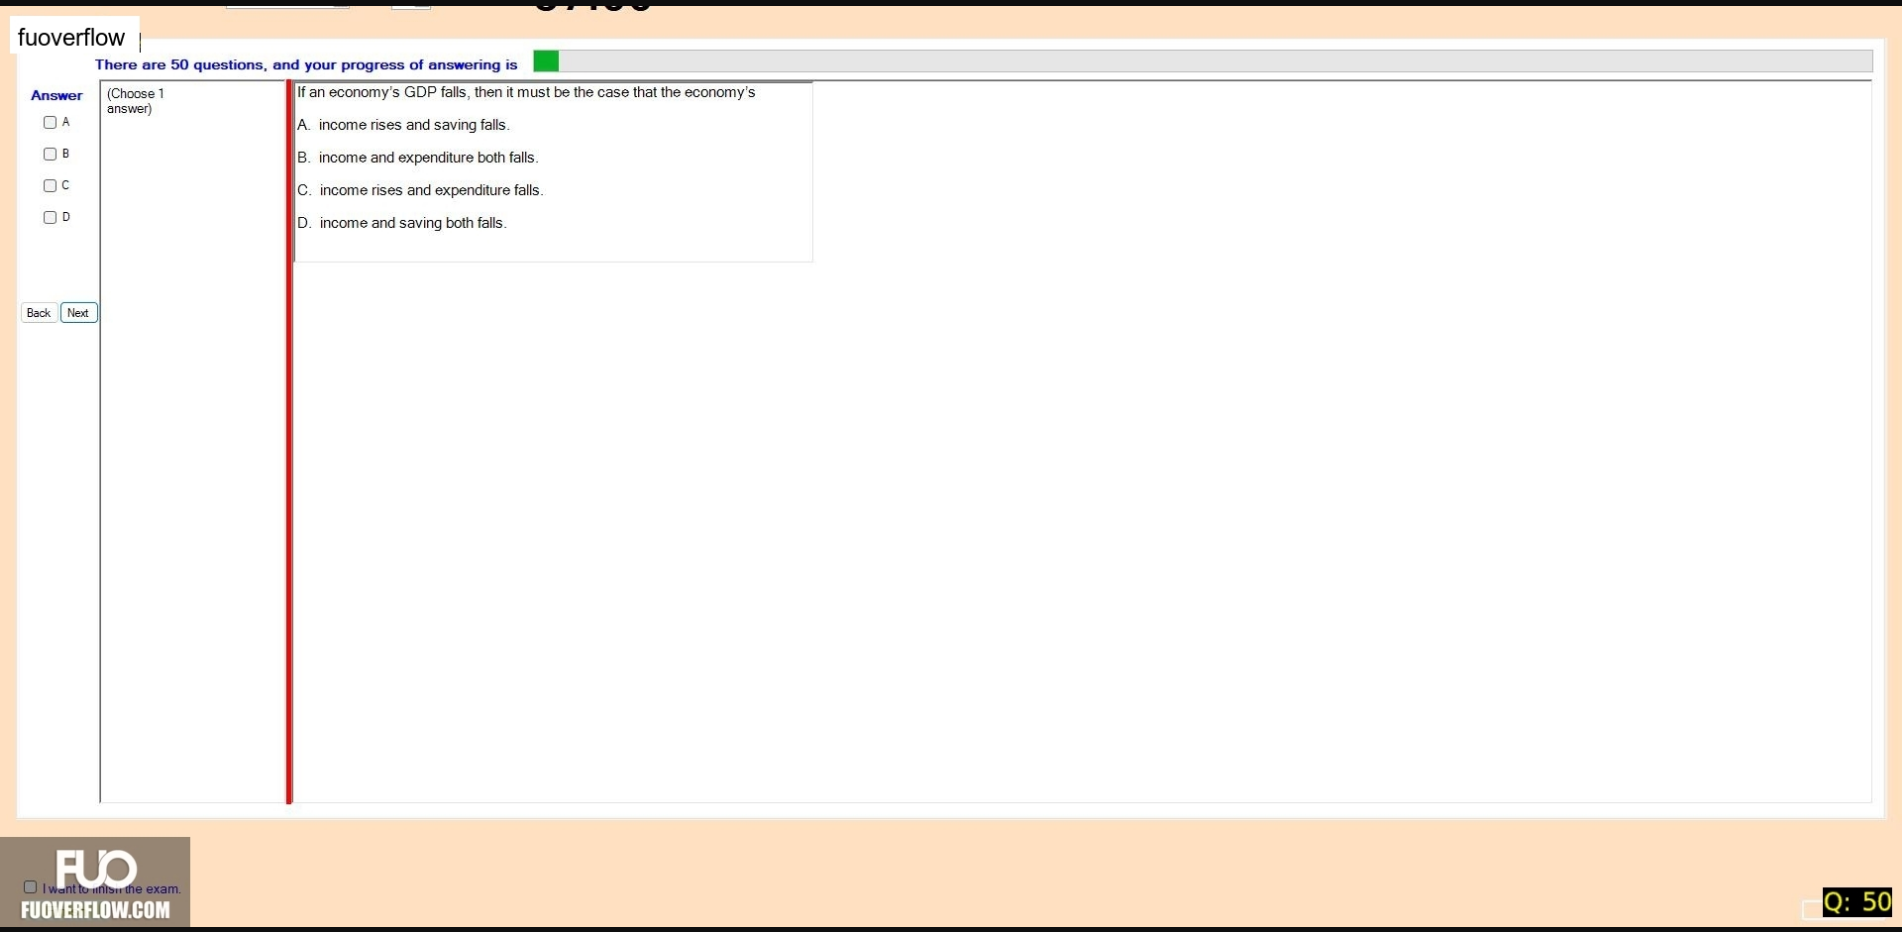 fuoverflow
There are 50 questions, and your progress of answering is
Answer
(Choose 1
answer)
A
B
C
D
Back Next
If an economy's GDP falls, then it must be the case that the economy's
A. income rises and saving falls.
B. income and expenditure both falls.
C. income rises and expenditure falls.
D. income and saving both falls.
FUO
I want to finish the exam.
FUOVERFLOW.COM
Q: 50